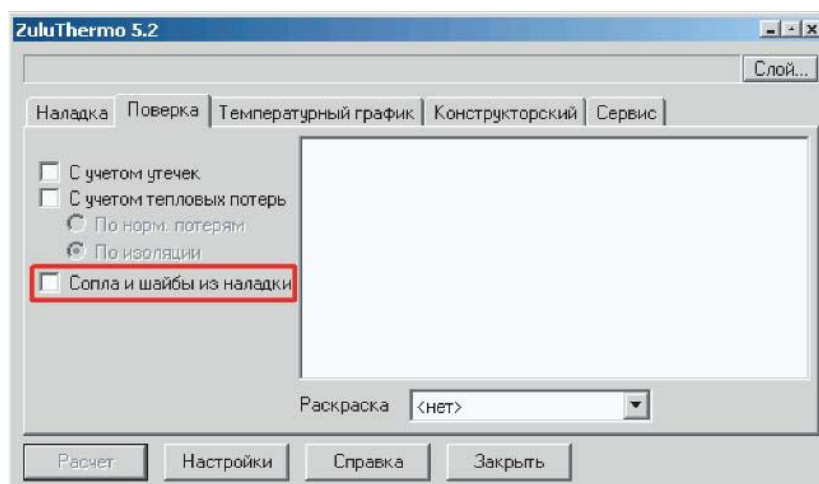 ZuluThermo 5.2
Слой...
Наладка Поверка Температурный график Конструкторский Сервис
С учетом утечек
С учетом тепловых потерь
По норм. потерям
По изоляции
Сопла и шайбы из наладки
Раскраска <нет>
Расчет Настройки Справка Закрыть